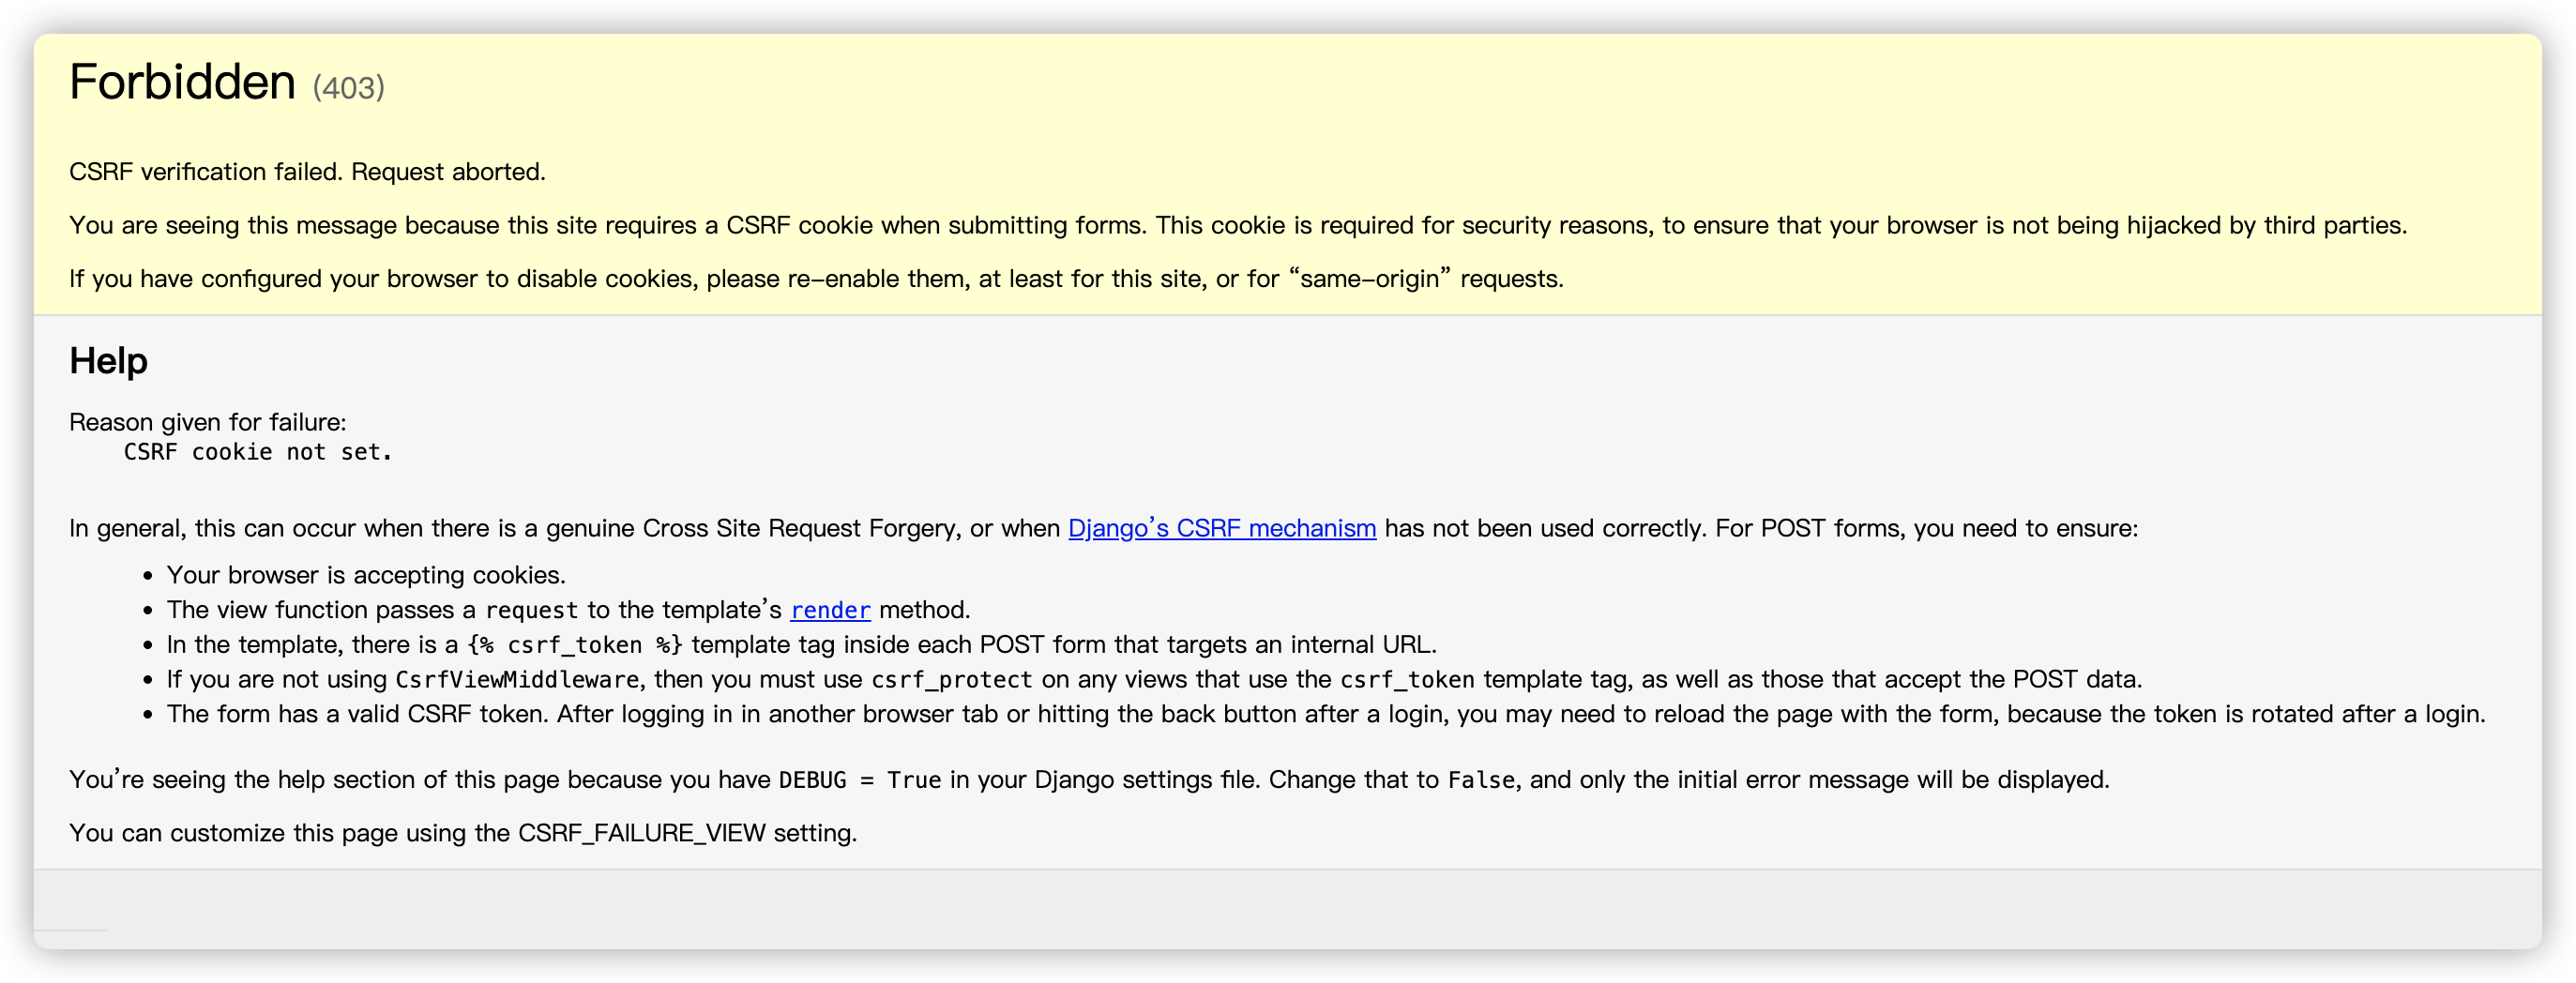 Forbidden (403)
CSRF verification failed. Request aborted.
You are seeing this message because this site requires a CSRF cookie when submitting forms. This cookie is required for security reasons, to ensure that your browser is not being hijacked by third parties.
If you have configured your browser to disable cookies, please re-enable them, at least for this site, or for “same-origin” requests.
Help
Reason given for failure:
CSRF cookie not set.
In general, this can occur when there is a genuine Cross Site Request Forgery, or when Django’s CSRF mechanism has not been used correctly. For POST forms, you need to ensure:
• Your browser is accepting cookies.
• The view function passes a request to the template’s render method.
• In the template, there is a {% csrf_token %} template tag inside each POST form that targets an internal URL.
• If you are not using CsrfViewMiddleware, then you must use csrf_protect on any views that use the csrf_token template tag, as well as those that accept the POST data.
• The form has a valid CSRF token. After logging in in another browser tab or hitting the back button after a login, you may need to reload the page with the form, because the token is rotated after a login.
You’re seeing the help section of this page because you have DEBUG = True in your Django settings file. Change that to False, and only the initial error message will be displayed.
You can customize this page using the CSRF_FAILURE_VIEW setting.